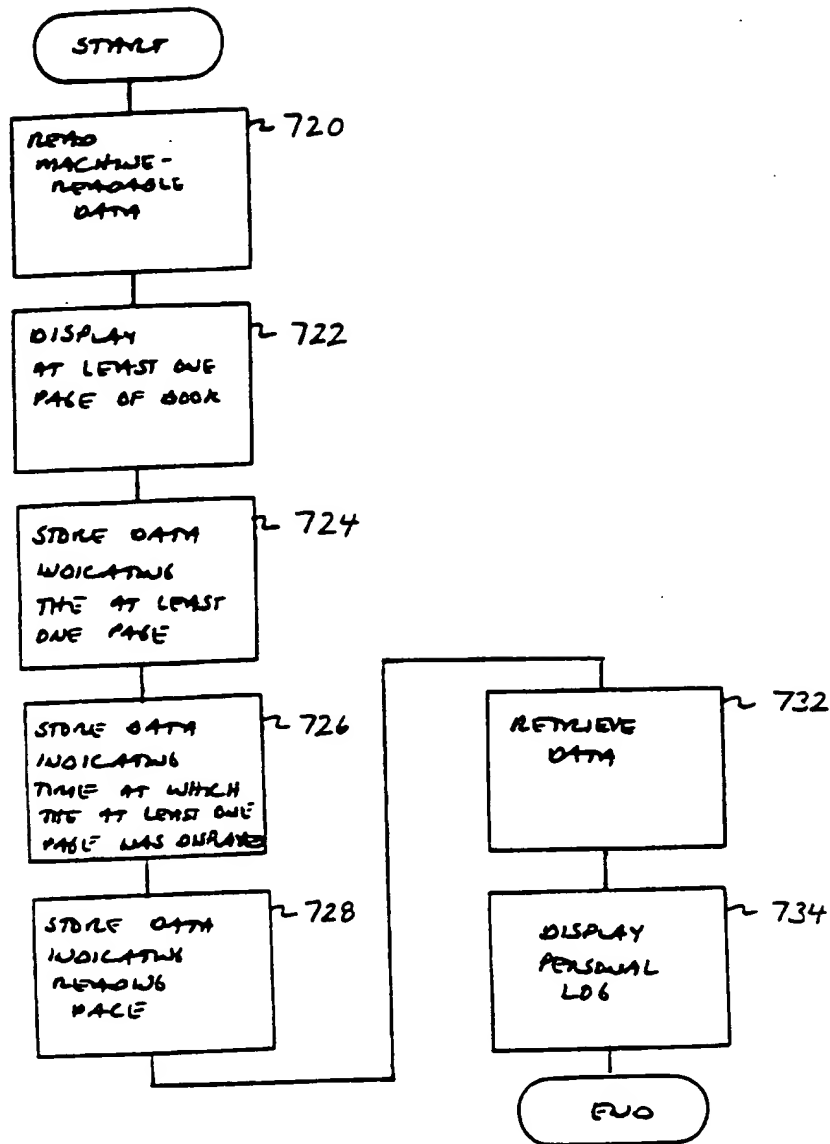 START
READ
MACHINE-
READABLE
DATA
720
DISPLAY
AT LEAST ONE
PAGE OF BOOK
722
STORE DATA
INDICATING
THE AT LEAST
ONE PAGE
724
STORE DATA
INDICATING
TIME AT WHICH
THE AT LEAST ONE
PAGE WAS DISPLAYED
726
STORE DATA
INDICATING
READING
PACE
728
RETRIEVE
DATA
732
DISPLAY
PERSONAL
LOG
734
END